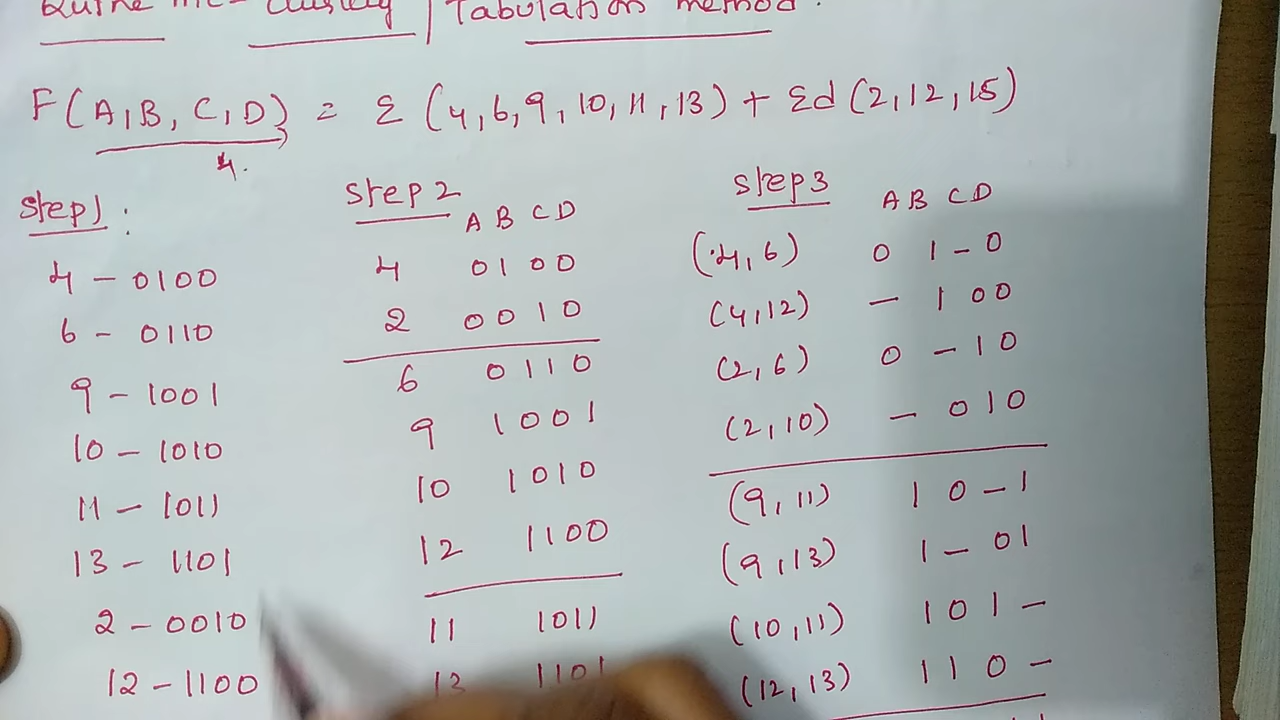 Tabulation method.
F(A,B,C,D) = Σ(4,6,9,10,11,13) + Σd(2,12,15)
4.
Step1:
4 - 0100
6 - 0110
9 - 1001
10 - 1010
11 - 1011
13 - 1101
2 - 0010
12 - 1100
Step 2
A B C D
4 0100
2 0010
6 0110
9 1001
10 1010
12 1100
11 1011
13 1101
Step3
A B C D
(4,6) 0 1 - 0
(4,12) - 1 0 0
(2,6) 0 - 1 0
(2,10) - 0 1 0
(9,11) 1 0 - 1
(9,13) 1 - 0 1
(10,11) 1 0 1 -
(12,13) 1 1 0 -